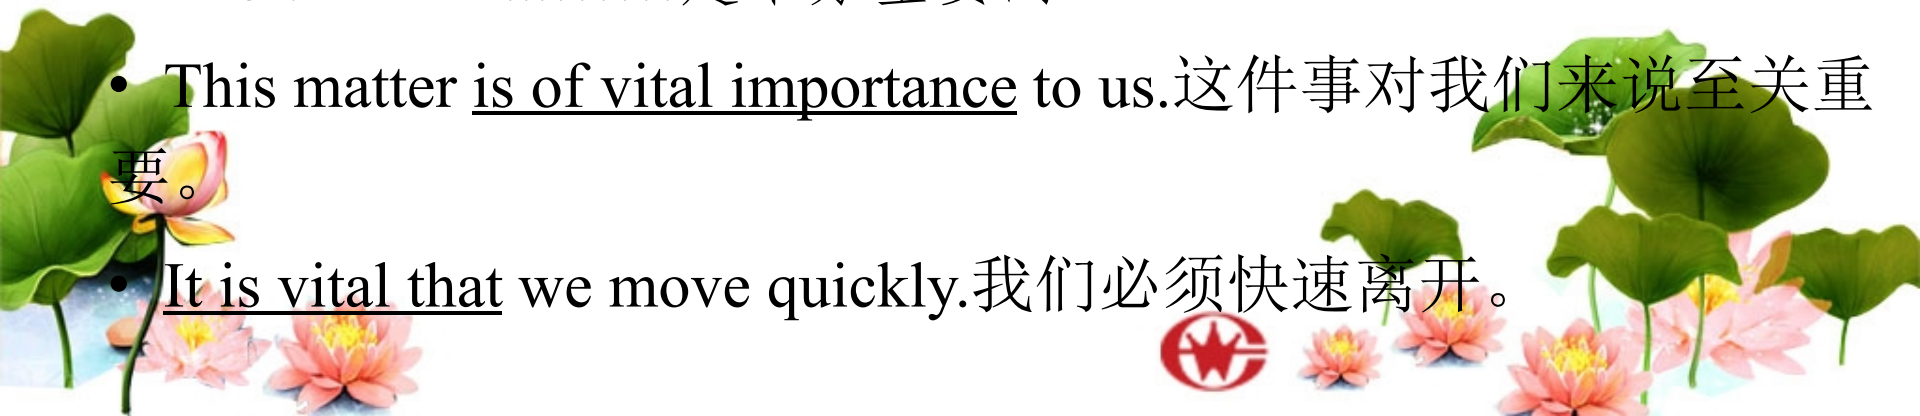 • This matter is of vital importance to us.这件事对我们来说至关重
要。
• It is vital that we move quickly.我们必须快速离开。